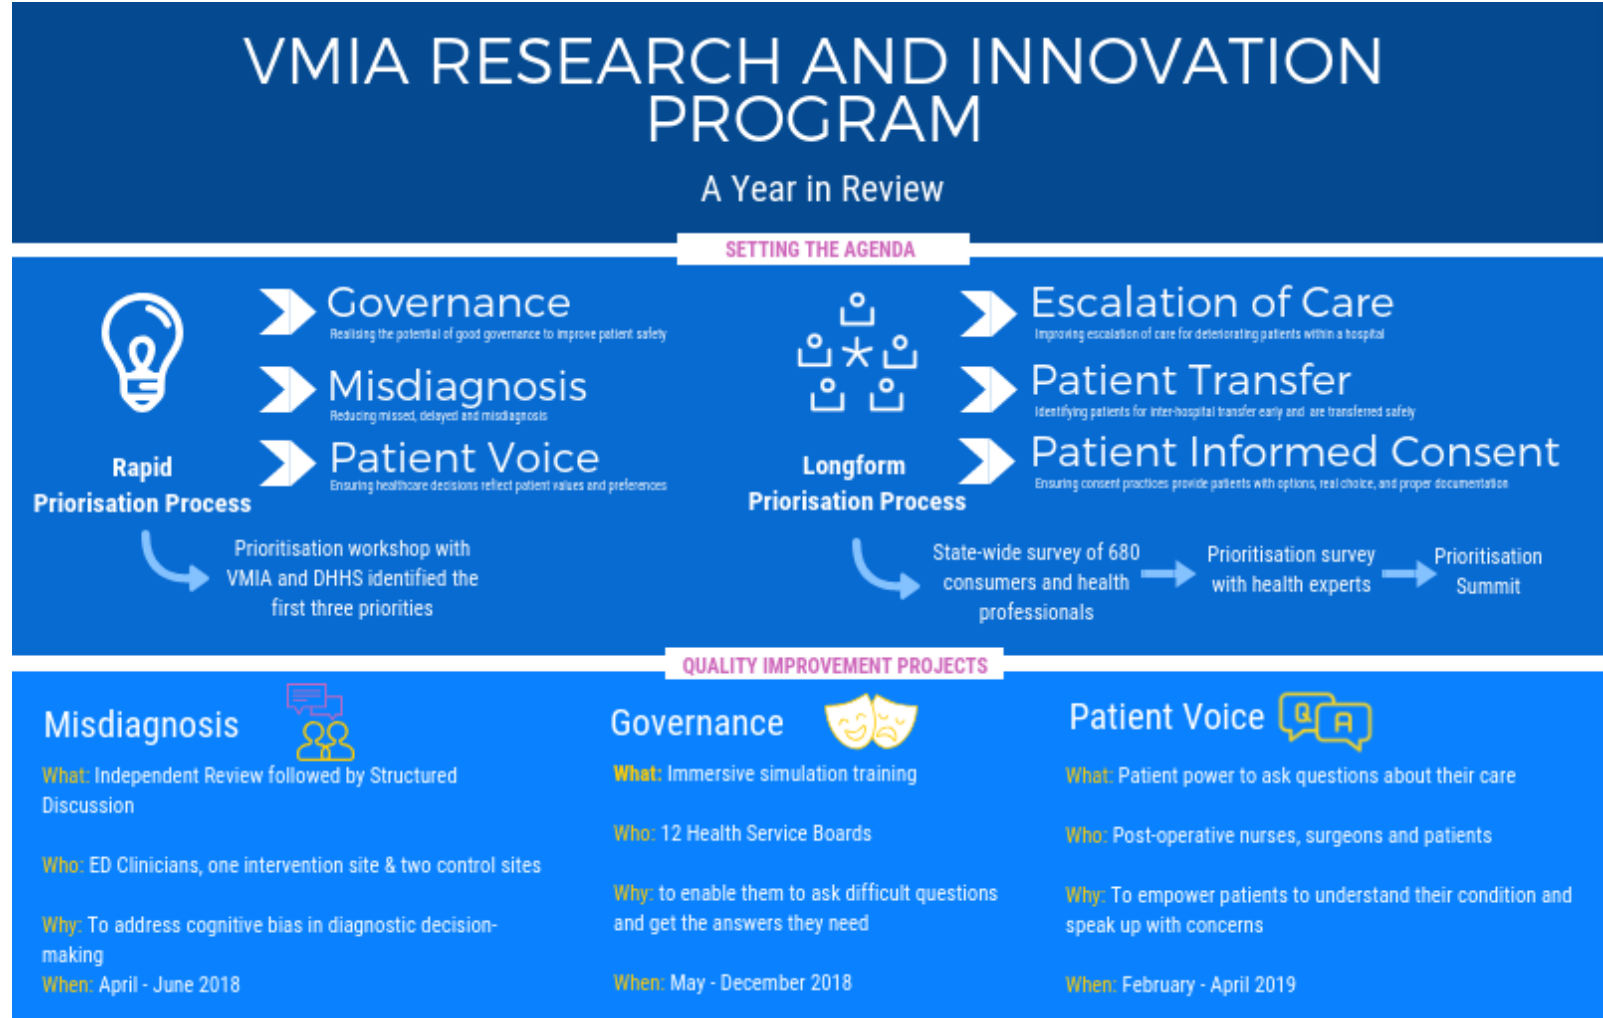 VMIA RESEARCH AND INNOVATION
PROGRAM
A Year in Review
SETTING THE AGENDA
Rapid
Priorisation Process
Governance
Realising the potential of good governance to improve patient safety
Misdiagnosis
Reducing missed, delayed and misdiagnosis
Patient Voice
Ensuring healthcare decisions reflect patient values and preferences
Prioritisation workshop with
VMIA and DHHS identified the
first three priorities
Longform
Priorisation Process
Escalation of Care
Improving escalation of care for deteriorating patients within a hospital
Patient Transfer
Identifying patients for inter-hospital transfer early and are transferred safely
Patient Informed Consent
Ensuring consent practices provide patients with options, real choice, and proper documentation
State-wide survey of 680
consumers and health
professionals
Prioritisation survey
with health experts
Prioritisation
Summit
QUALITY IMPROVEMENT PROJECTS
Misdiagnosis
What: Independent Review followed by Structured
Discussion
Who: ED Clinicians, one intervention site & two control sites
Why: To address cognitive bias in diagnostic decision-
making
When: April - June 2018
Governance
What: Immersive simulation training
Who: 12 Health Service Boards
Why: to enable them to ask difficult questions
and get the answers they need
When: May - December 2018
Patient Voice
Q A
What: Patient power to ask questions about their care
Who: Post-operative nurses, surgeons and patients
Why: To empower patients to understand their condition and
speak up with concerns
When: February - April 2019